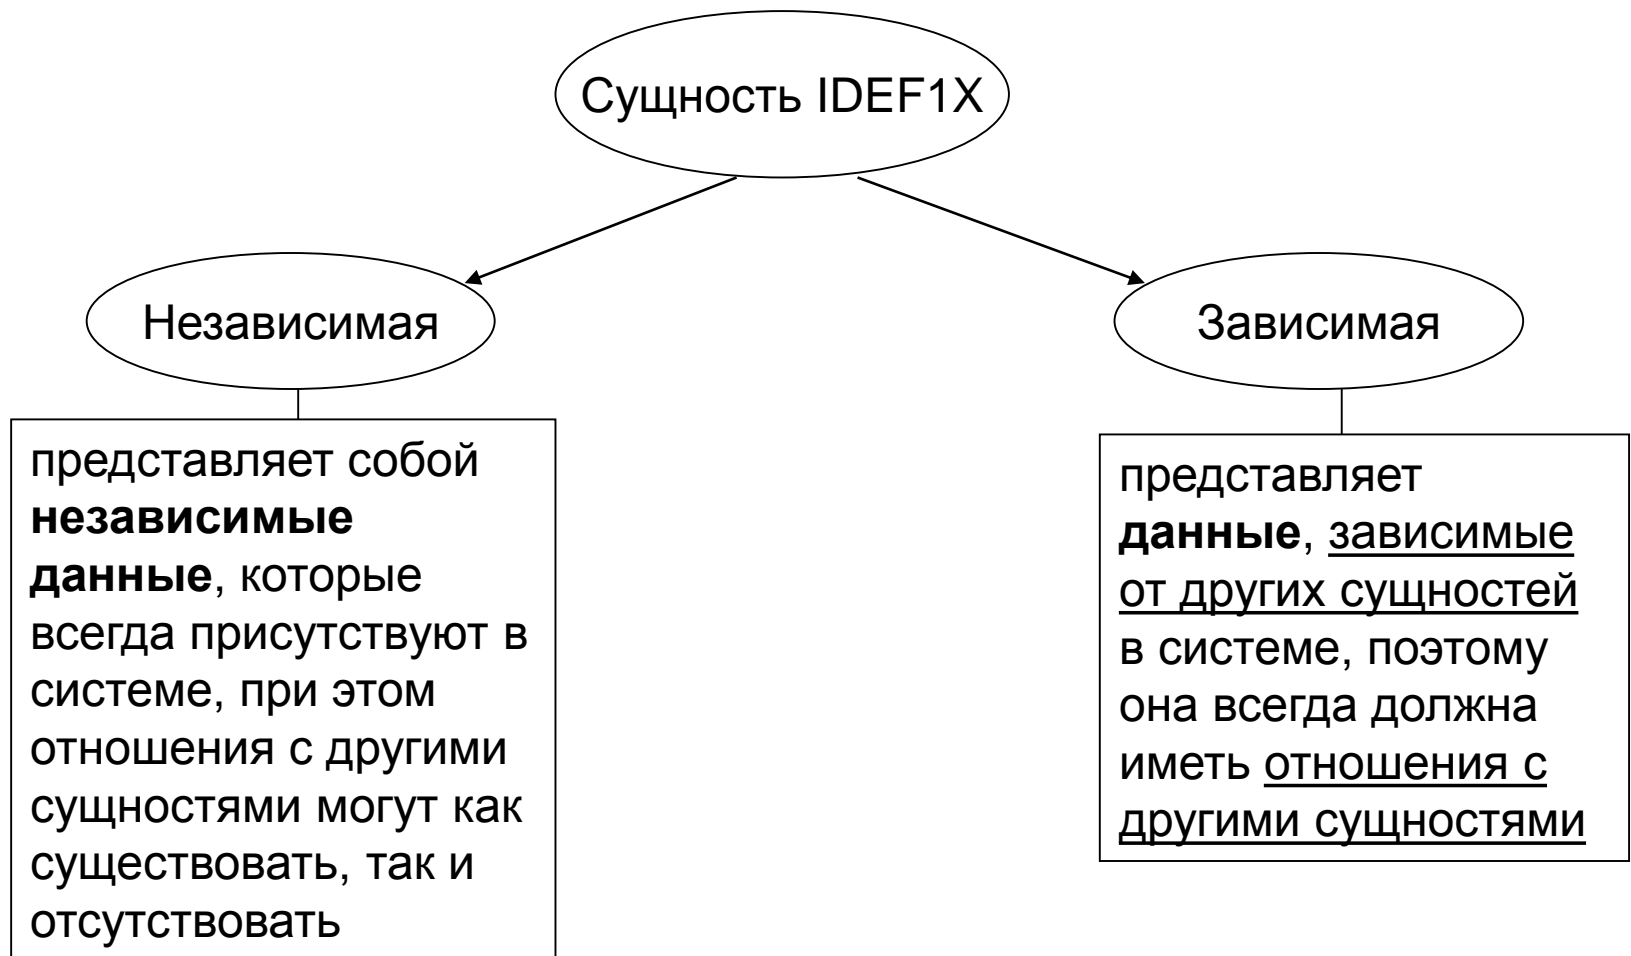 Сущность IDEF1X
Независимая
Зависимая
представляет собой
независимые
данные, которые
всегда присутствуют в
системе, при этом
отношения с другими
сущностями могут как
существовать, так и
отсутствовать
представляет
данные, зависимые
от других сущностей
в системе, поэтому
она всегда должна
иметь отношения с
другими сущностями